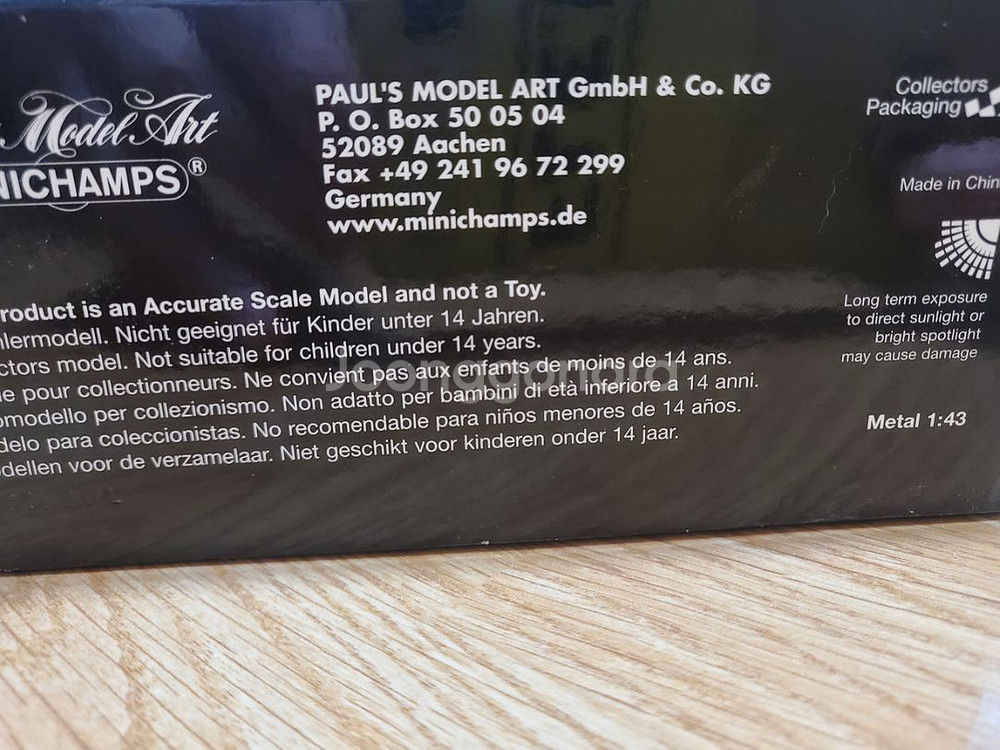 Model Art
NICHAMPS®
PAUL'S MODEL ART GmbH & Co. KG
P. O. Box 50 05 04
52089 Aachen
Fax +49 241 96 72 299
Germany
www.minichamps.de
Collectors
Packaging
Made in Chin
roduct is an Accurate Scale Model and not a Toy.
lermodell. Nicht geeignet für Kinder unter 14 Jahren.
ctors model. Not suitable for children under 14 years.
le pour collectionneurs. Ne convient pas aux enfants de moins de 14 ans.
omodello per collezionismo. Non adatto per bambini di età inferiore a 14 anni.
delo para coleccionistas. No recomendable para niños menores de 14 años.
dellen voor de verzamelaar. Niet geschikt voor kinderen onder 14 jaar.
Long term exposure
to direct sunlight or
bright spotlight
may cause damage
Metal 1:43
Joonggonara